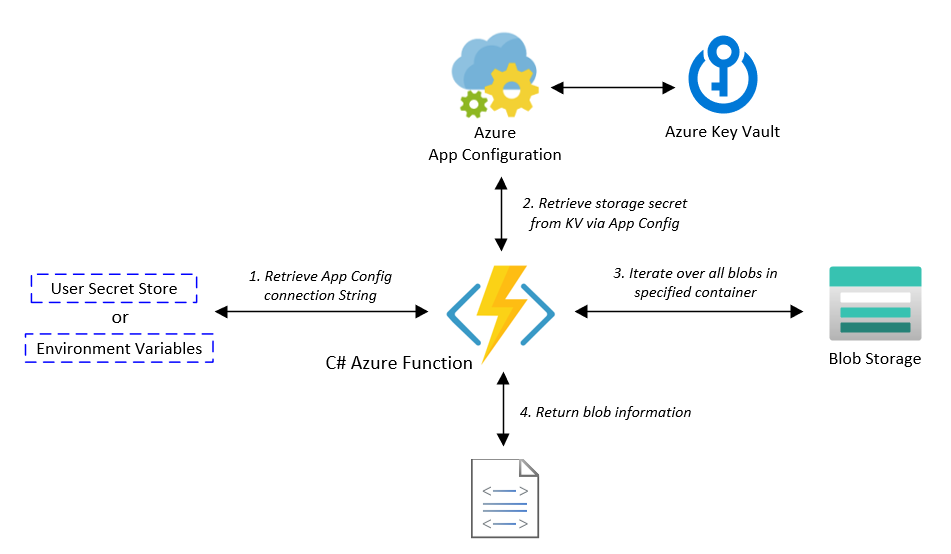 Azure
App Configuration
Azure Key Vault
2. Retrieve storage secret
from KV via App Config
1. Retrieve App Config
connection String
3. Iterate over all blobs in
specified container
User Secret Store
or
Environment Variables
C# Azure Function
Blob Storage
4. Return blob information